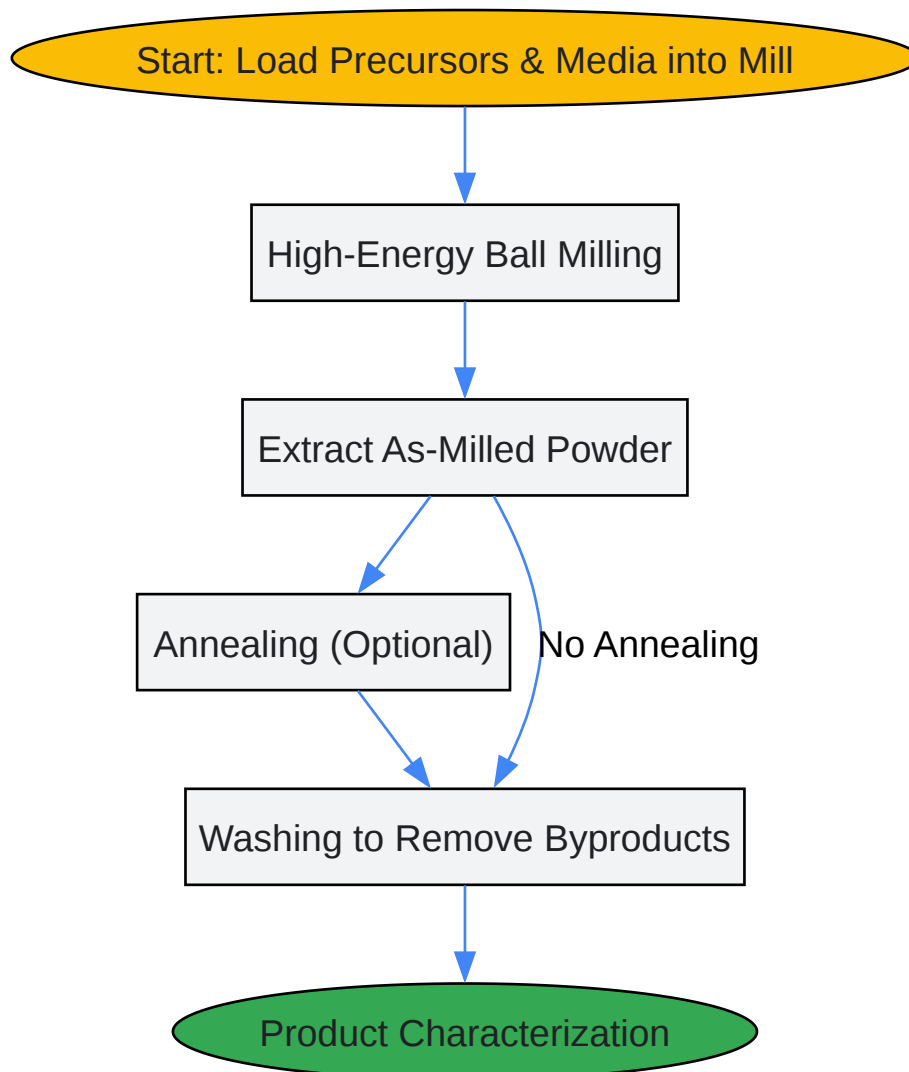 Start: Load Precursors & Media into Mill
High-Energy Ball Milling
Extract As-Milled Powder
Annealing (Optional)
No Annealing
Washing to Remove Byproducts
Product Characterization